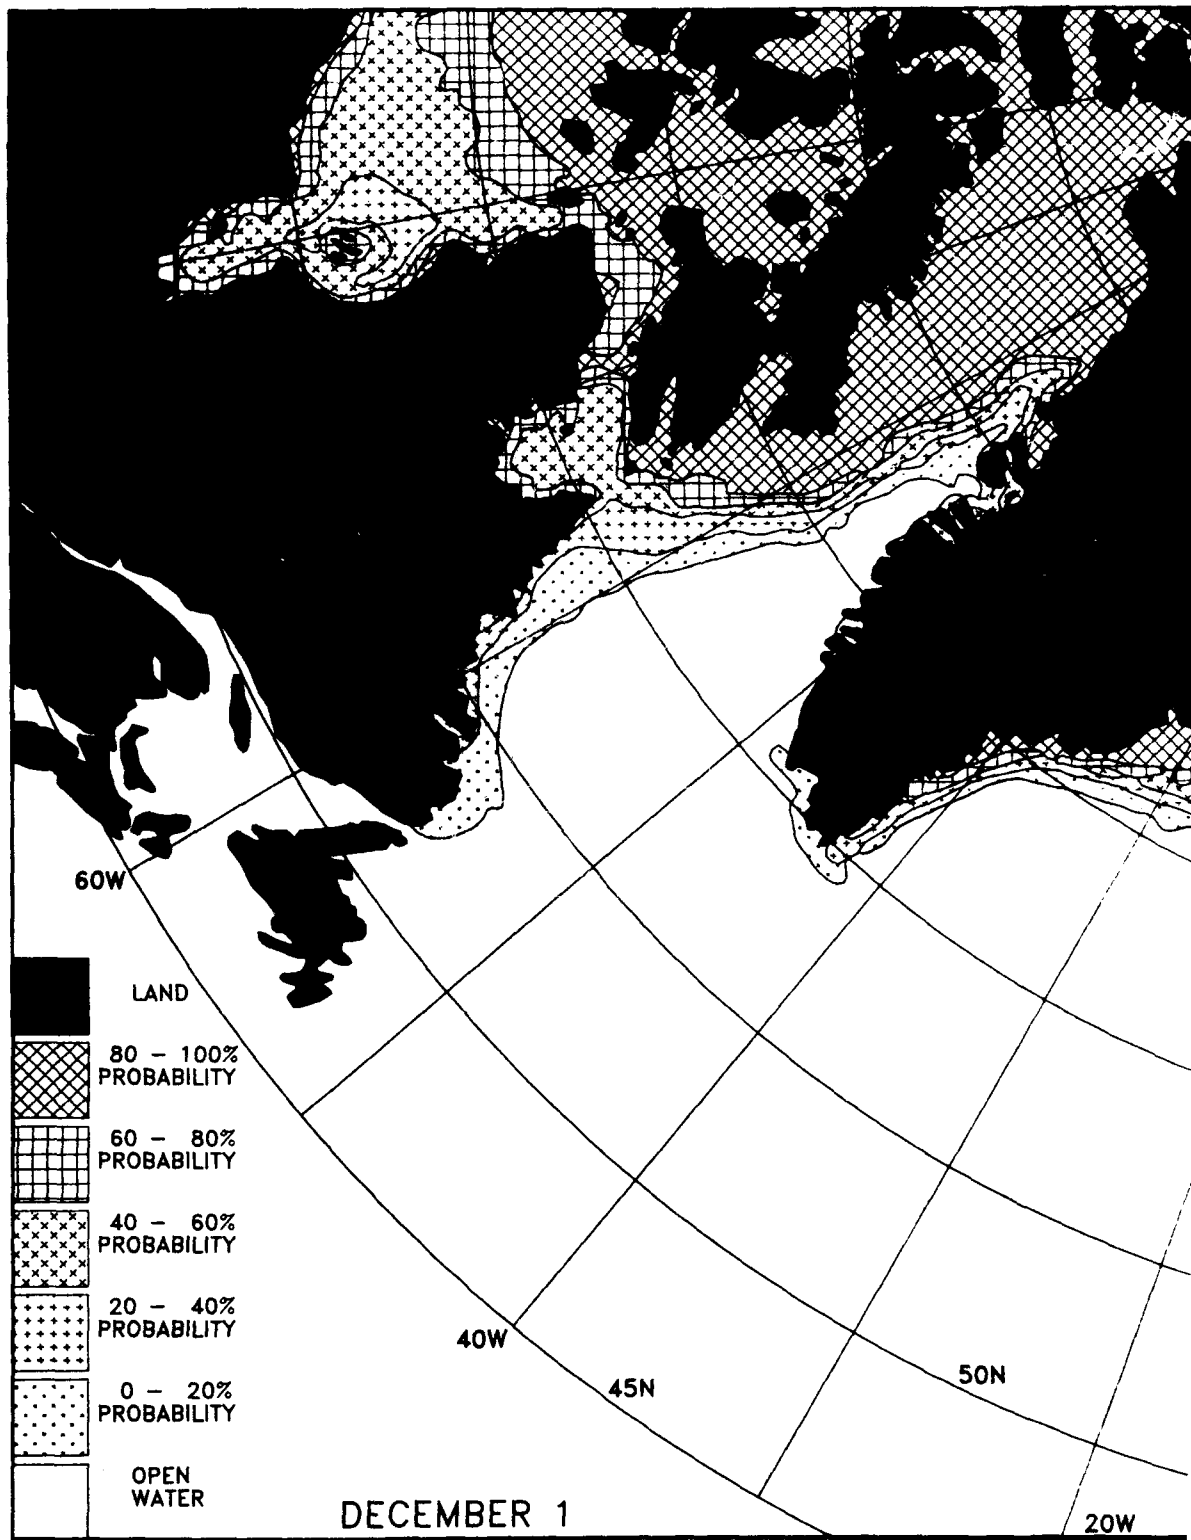 60W
LAND
80 – 100%
PROBABILITY
60 – 80%
PROBABILITY
40 – 60%
PROBABILITY
20 – 40%
PROBABILITY
0 – 20%
PROBABILITY
OPEN
WATER
40W
45N
50N
DECEMBER 1
20W